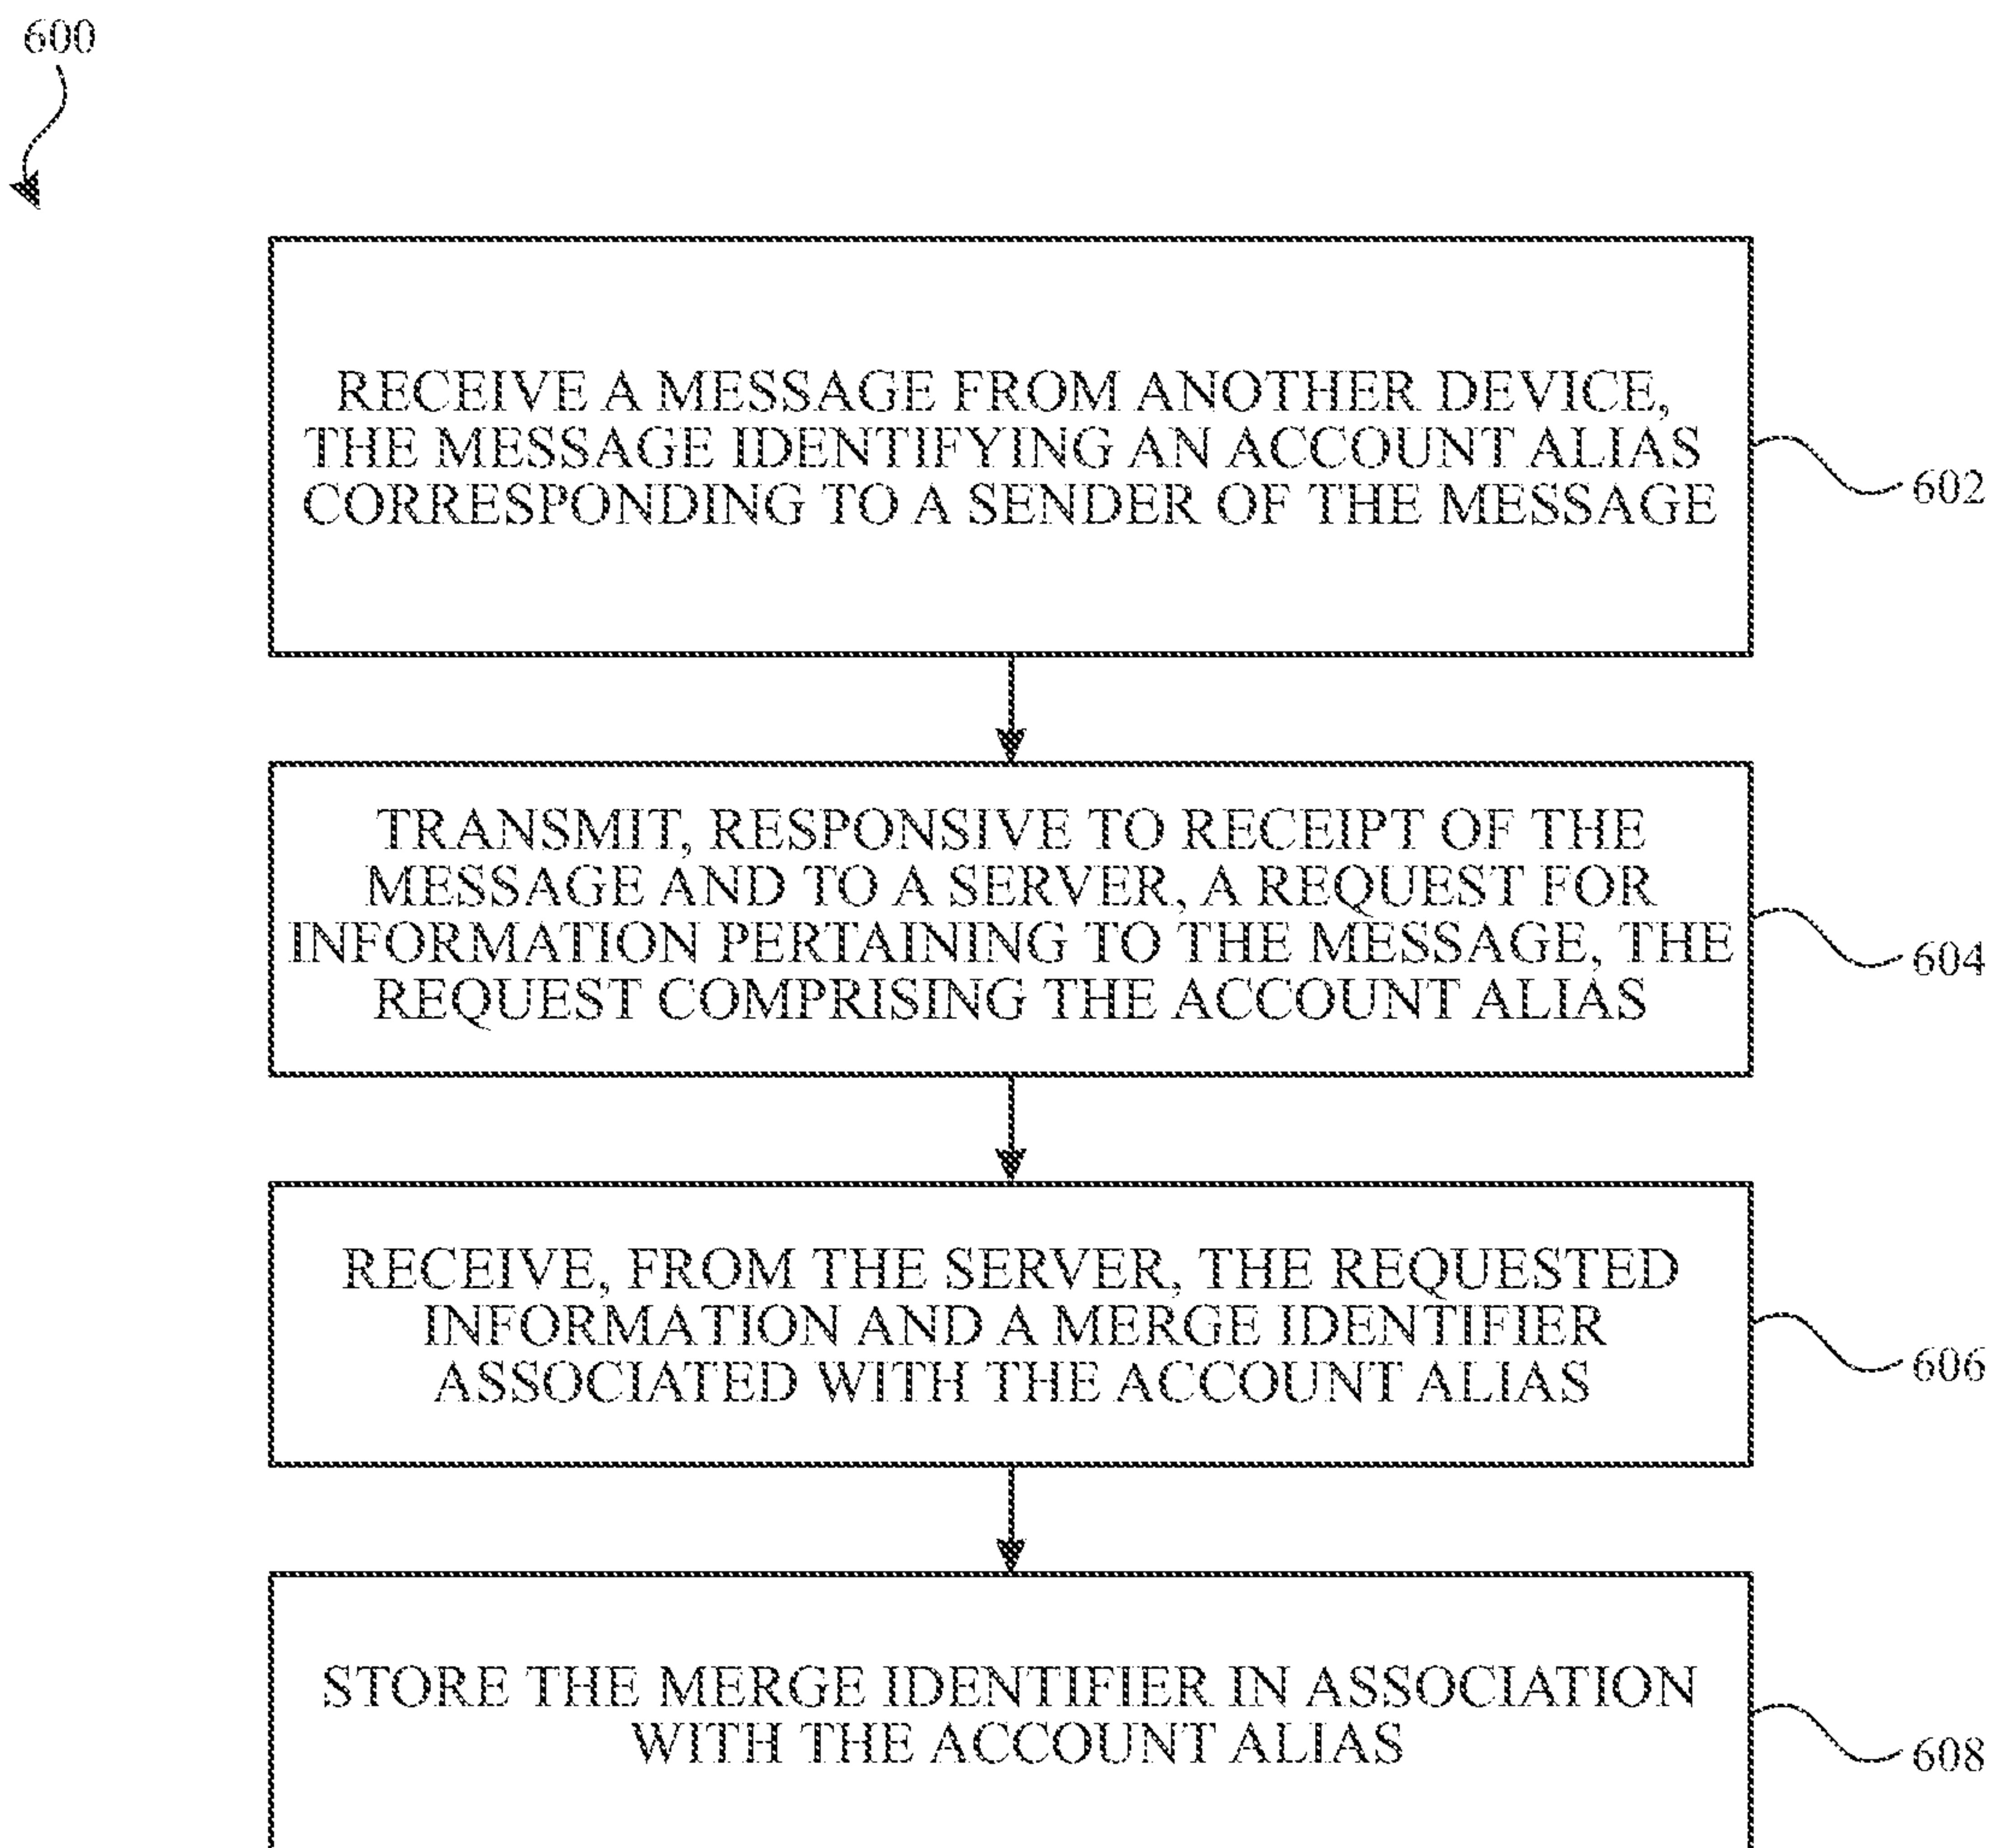 600
RECEIVE A MESSAGE FROM ANOTHER DEVICE,
THE MESSAGE IDENTIFYING AN ACCOUNT ALIAS
CORRESPONDING TO A SENDER OF THE MESSAGE
602
TRANSMIT, RESPONSIVE TO RECEIPT OF THE
MESSAGE AND TO A SERVER, A REQUEST FOR
INFORMATION PERTAINING TO THE MESSAGE, THE
REQUEST COMPRISING THE ACCOUNT ALIAS
604
RECEIVE, FROM THE SERVER, THE REQUESTED
INFORMATION AND A MERGE IDENTIFIER
ASSOCIATED WITH THE ACCOUNT ALIAS
606
STORE THE MERGE IDENTIFIER IN ASSOCIATION
WITH THE ACCOUNT ALIAS
608